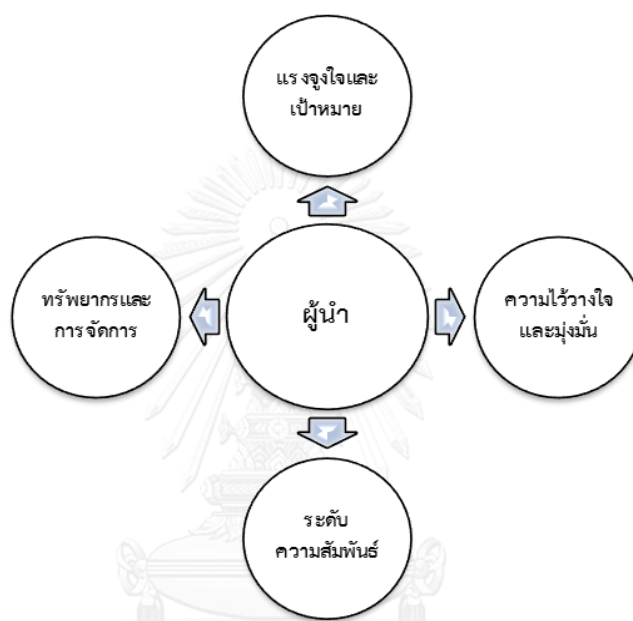 แรงจูงใจและ
เป้าหมาย
ทรัพยากรและ
การจัดการ
ผู้นำ
ความไว้วางใจ
และมุ่งมั่น
ระดับ
ความสัมพันธ์